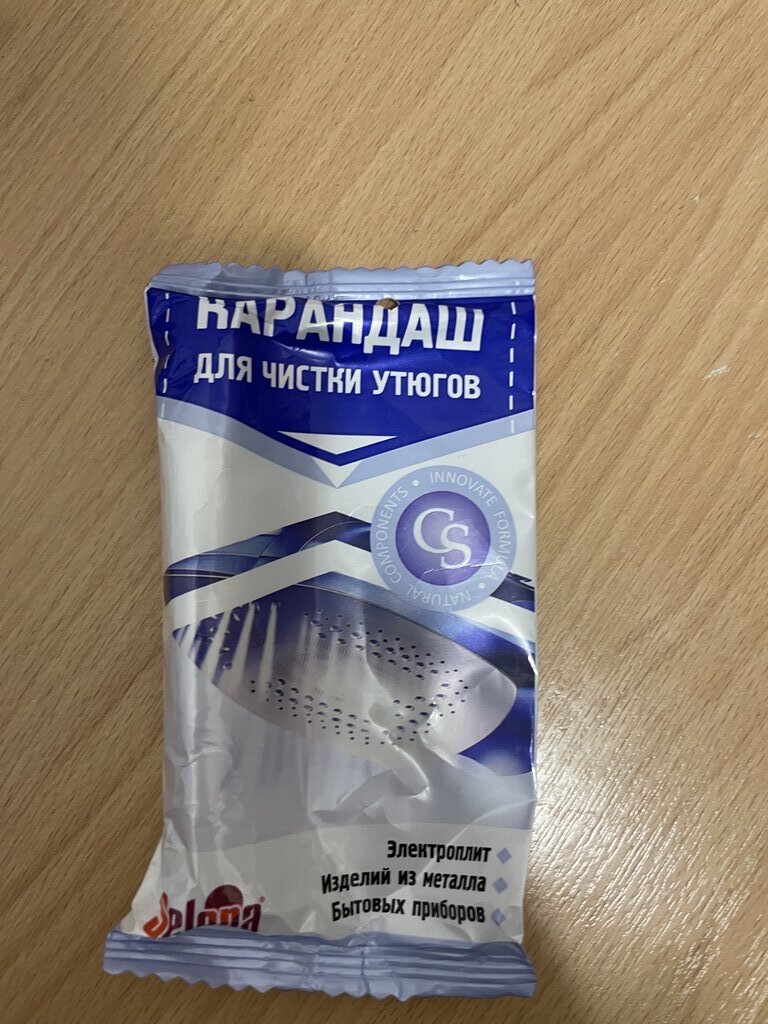 КАРАНДАШ
ДЛЯ ЧИСТКИ УТЮГОВ
INNOVATE FORMULA • NATURAL COMPONENTS •
CS
Электроплит
Изделий из металла
Бытовых приборов